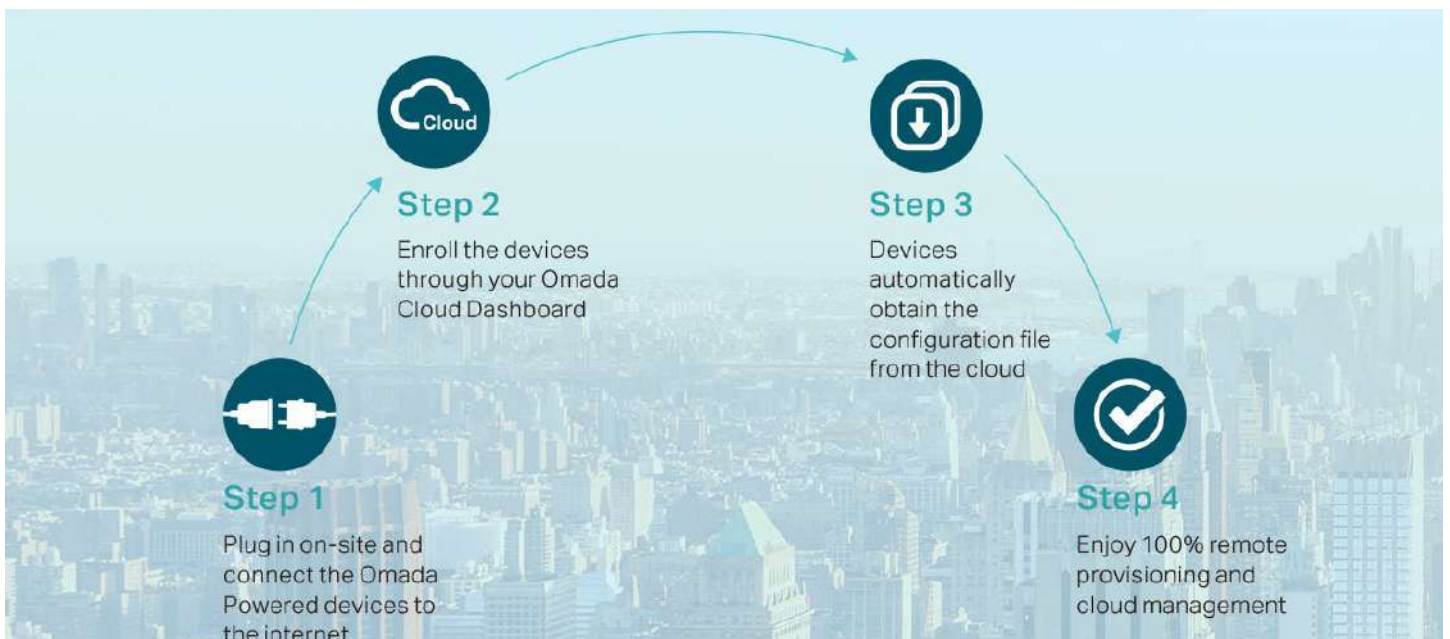 Cloud
Step 2
Enroll the devices
through your Omada
Cloud Dashboard
Step 3
Devices
automatically
obtain the
configuration file
from the cloud
Step 1
Plug in on-site and
connect the Omada
Powered devices to
the internet
Step 4
Enjoy 100% remote
provisioning and
cloud management